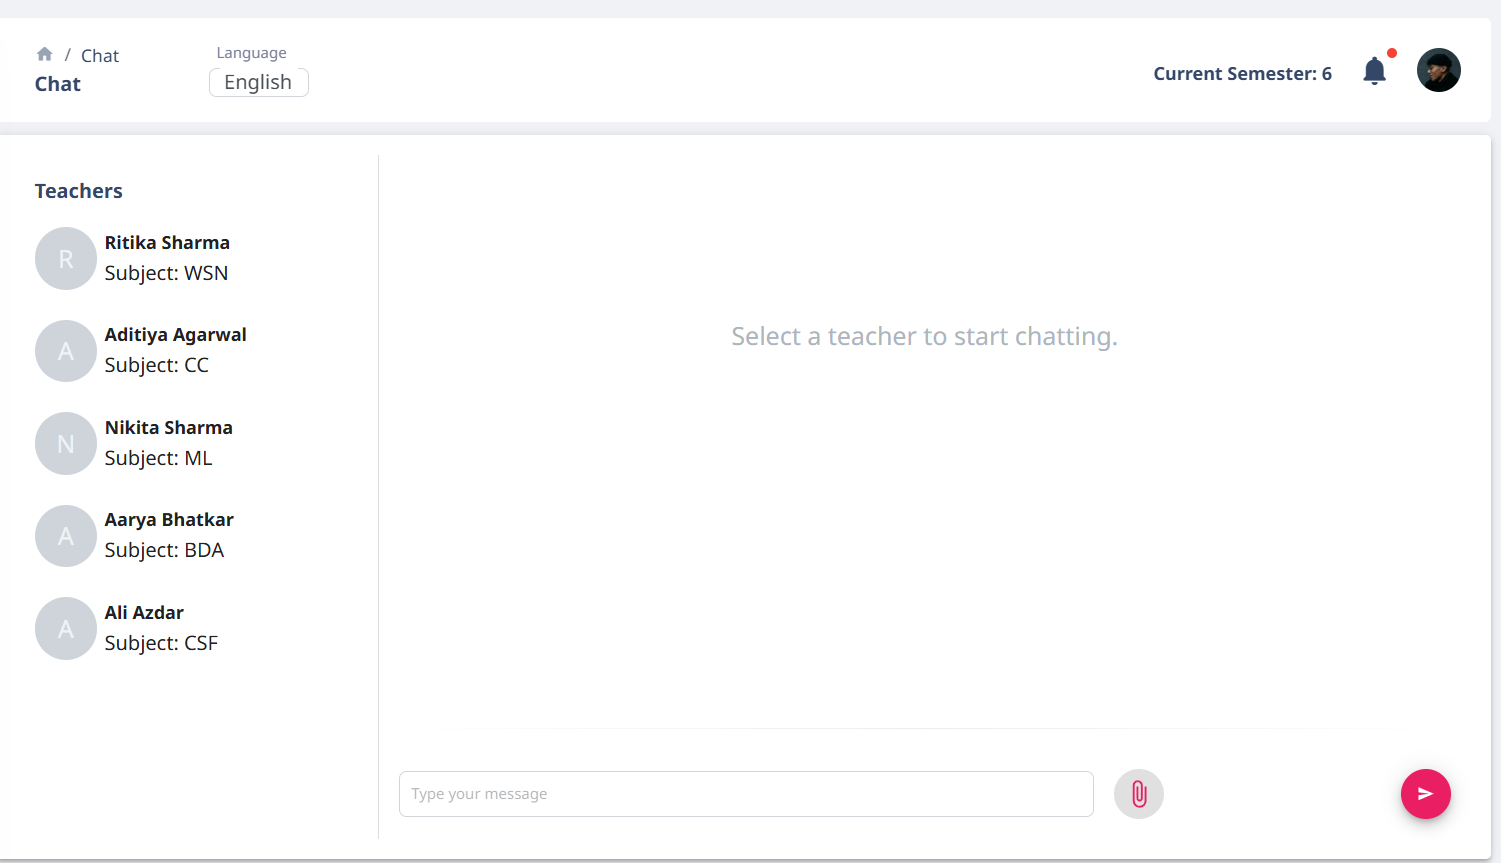 / Chat
Chat
Language
English
Current Semester: 6
Teachers
R
Ritika Sharma
Subject: WSN
A
Aditiya Agarwal
Subject: CC
N
Nikita Sharma
Subject: ML
A
Aarya Bhatkar
Subject: BDA
A
Ali Azdar
Subject: CSF
Select a teacher to start chatting.
Type your message